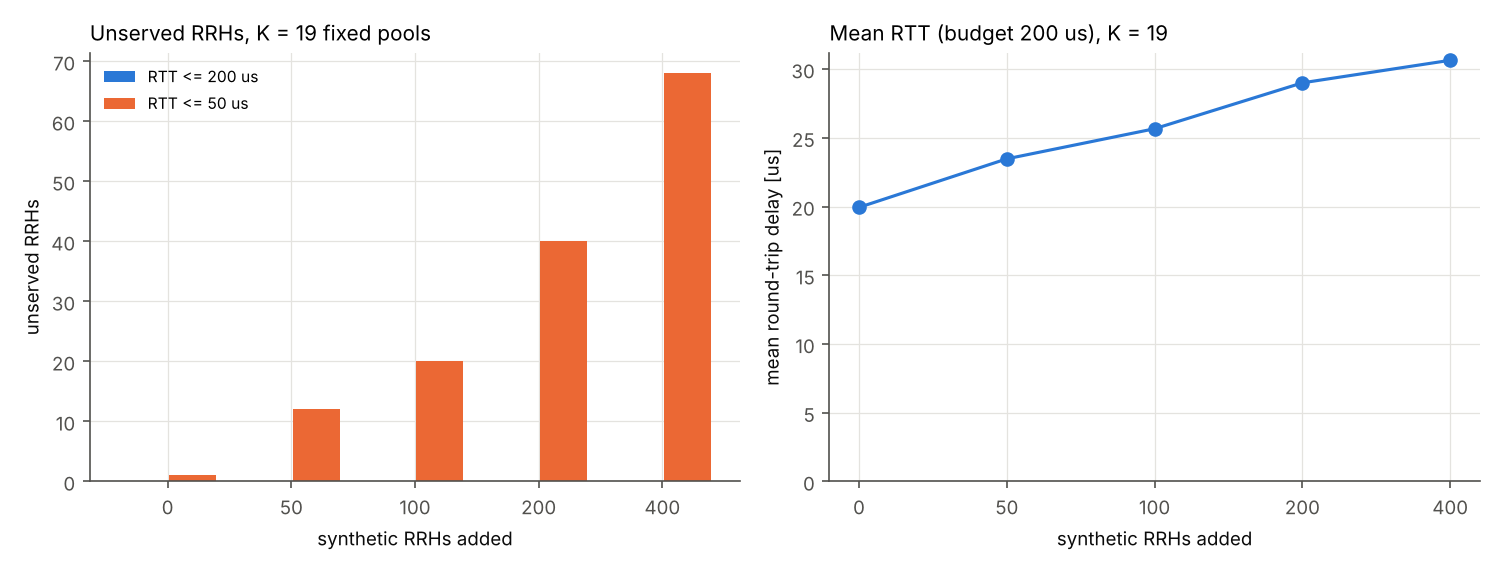 Unserved RRHs, K = 19 fixed pools
RTT <= 200 us
RTT <= 50 us
unserved RRHs
70
60
50
40
30
20
10
0
0 50 100 200 400
synthetic RRHs added
Mean RTT (budget 200 us), K = 19
mean round-trip delay [us]
30
25
20
15
10
5
0
0 50 100 200 400
synthetic RRHs added